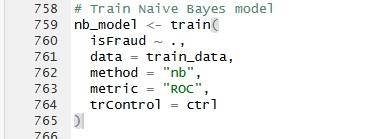 758 # Train Naive Bayes model
759 nb_model <- train(
760   isFraud ~ .,
761   data = train_data,
762   method = "nb",
763   metric = "ROC",
764   trControl = ctrl
765 )
766